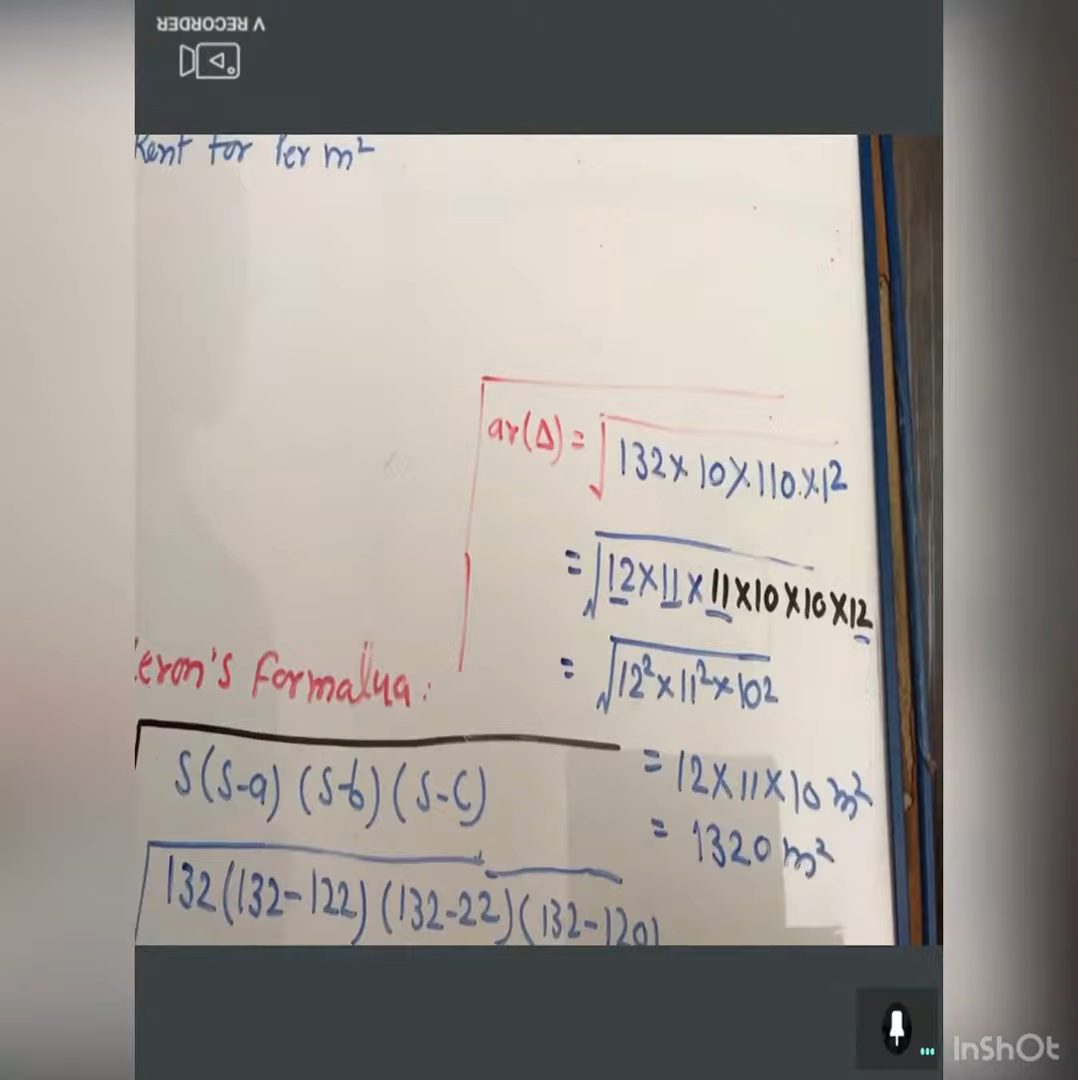 V RECORDER
Rent for Per m²
ar(Δ) = √132×10×110×12
= √12×11×11×10×10×12
= √12²×11²×10²
= 12×11×10 m²
= 1320 m²
eron's Formalua:
S(S-a)(S-b)(S-c)
132(132-122)(132-22)(132-120)
InShOt